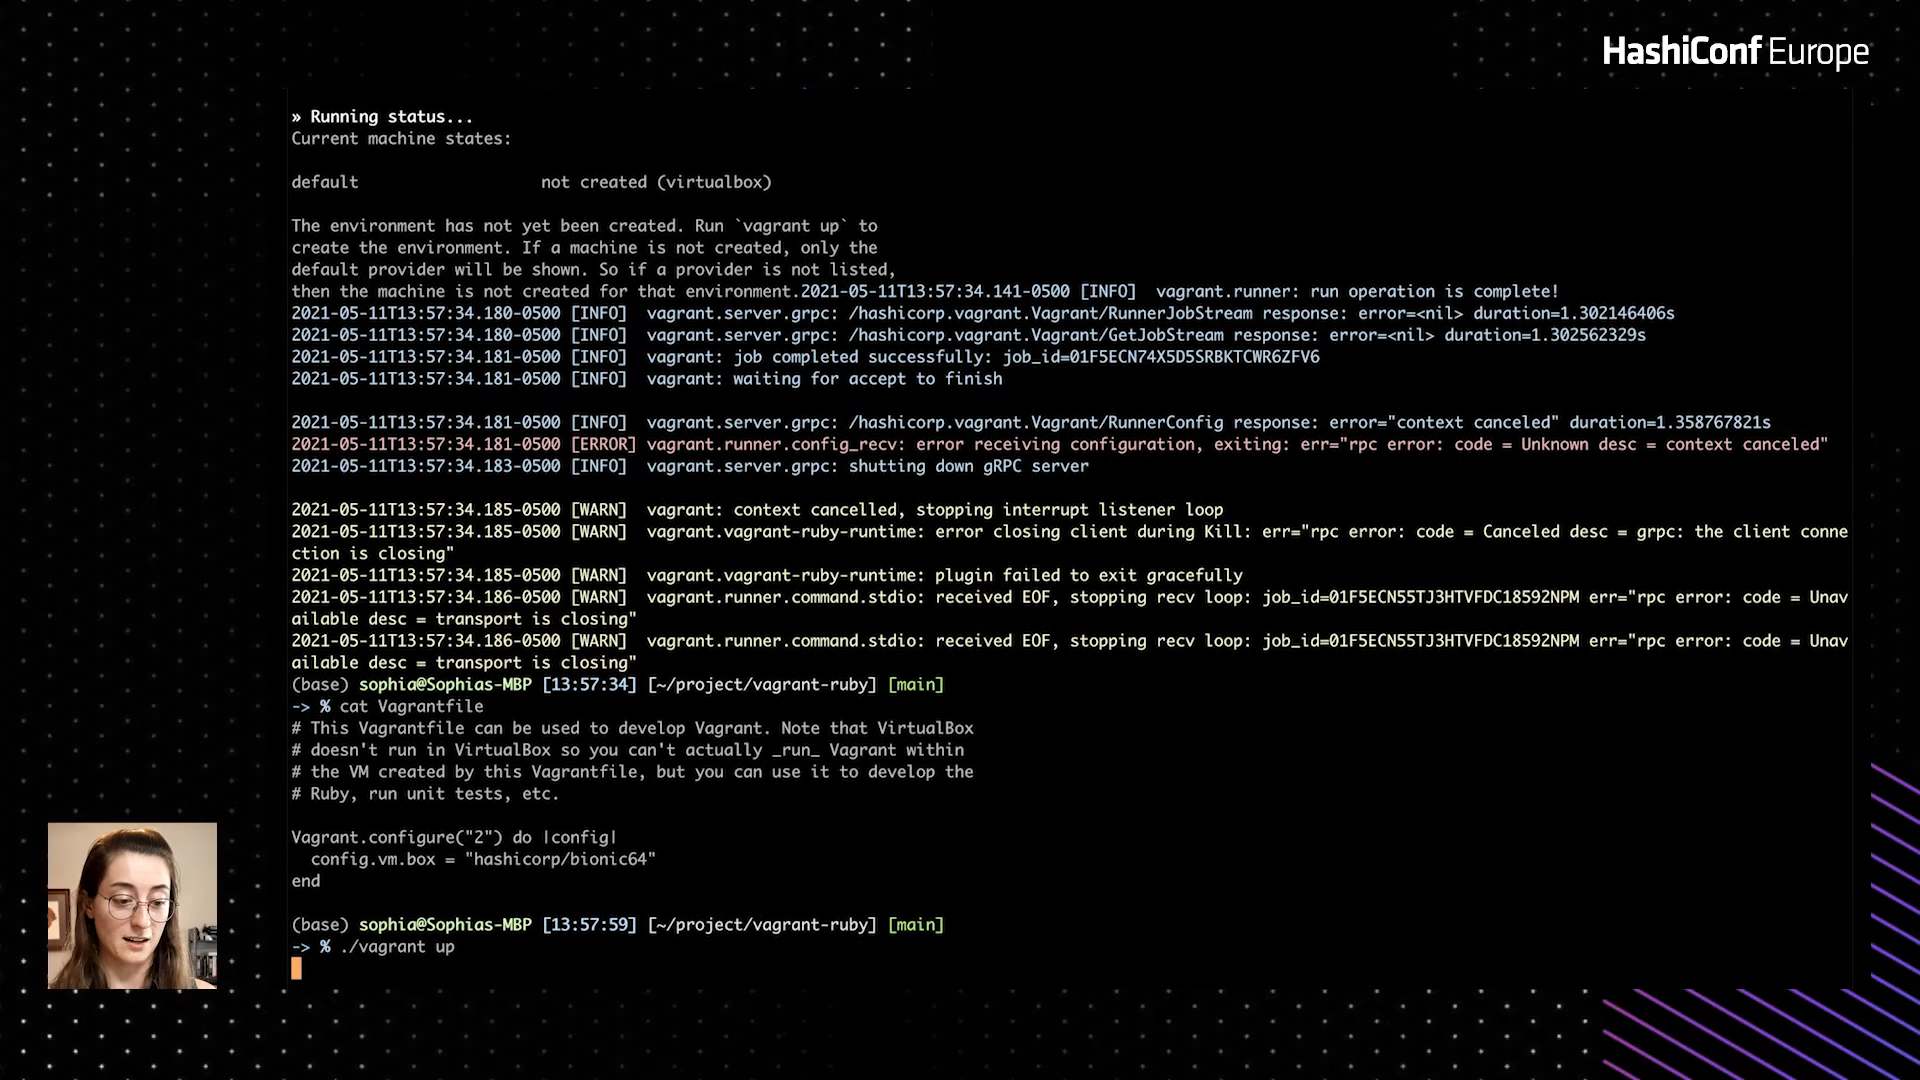 HashiConf Europe
» Running status...
Current machine states:
default                   not created (virtualbox)
The environment has not yet been created. Run `vagrant up` to
create the environment. If a machine is not created, only the
default provider will be shown. So if a provider is not listed,
then the machine is not created for that environment.2021-05-11T13:57:34.141-0500 [INFO]  vagrant.runner: run operation is complete!
2021-05-11T13:57:34.180-0500 [INFO]  vagrant.server.grpc: /hashicorp.vagrant.Vagrant/RunnerJobStream response: error=<nil> duration=1.302146406s
2021-05-11T13:57:34.180-0500 [INFO]  vagrant.server.grpc: /hashicorp.vagrant.Vagrant/GetJobStream response: error=<nil> duration=1.302562329s
2021-05-11T13:57:34.181-0500 [INFO]  vagrant: job completed successfully: job_id=01F5ECN74X5D5SRBKTCWR6ZFV6
2021-05-11T13:57:34.181-0500 [INFO]  vagrant: waiting for accept to finish
2021-05-11T13:57:34.181-0500 [INFO]  vagrant.server.grpc: /hashicorp.vagrant.Vagrant/RunnerConfig response: error="context canceled" duration=1.358767821s
2021-05-11T13:57:34.181-0500 [ERROR] vagrant.runner.config_recv: error receiving configuration, exiting: err="rpc error: code = Unknown desc = context canceled"
2021-05-11T13:57:34.183-0500 [INFO]  vagrant.server.grpc: shutting down gRPC server
2021-05-11T13:57:34.185-0500 [WARN]  vagrant: context cancelled, stopping interrupt listener loop
2021-05-11T13:57:34.185-0500 [WARN]  vagrant.vagrant-ruby-runtime: error closing client during Kill: err="rpc error: code = Canceled desc = grpc: the client conne
ction is closing"
2021-05-11T13:57:34.185-0500 [WARN]  vagrant.vagrant-ruby-runtime: plugin failed to exit gracefully
2021-05-11T13:57:34.186-0500 [WARN]  vagrant.runner.command.stdio: received EOF, stopping recv loop: job_id=01F5ECN55TJ3HTVFDC18592NPM err="rpc error: code = Unav
ailable desc = transport is closing"
2021-05-11T13:57:34.186-0500 [WARN]  vagrant.runner.command.stdio: received EOF, stopping recv loop: job_id=01F5ECN55TJ3HTVFDC18592NPM err="rpc error: code = Unav
ailable desc = transport is closing"
(base) sophia@Sophias-MBP [13:57:34] [~/project/vagrant-ruby] [main]
-> % cat Vagrantfile
# This Vagrantfile can be used to develop Vagrant. Note that VirtualBox
# doesn't run in VirtualBox so you can't actually _run_ Vagrant within
# the VM created by this Vagrantfile, but you can use it to develop the
# Ruby, run unit tests, etc.
Vagrant.configure("2") do |config|
  config.vm.box = "hashicorp/bionic64"
end
(base) sophia@Sophias-MBP [13:57:59] [~/project/vagrant-ruby] [main]
-> % ./vagrant up